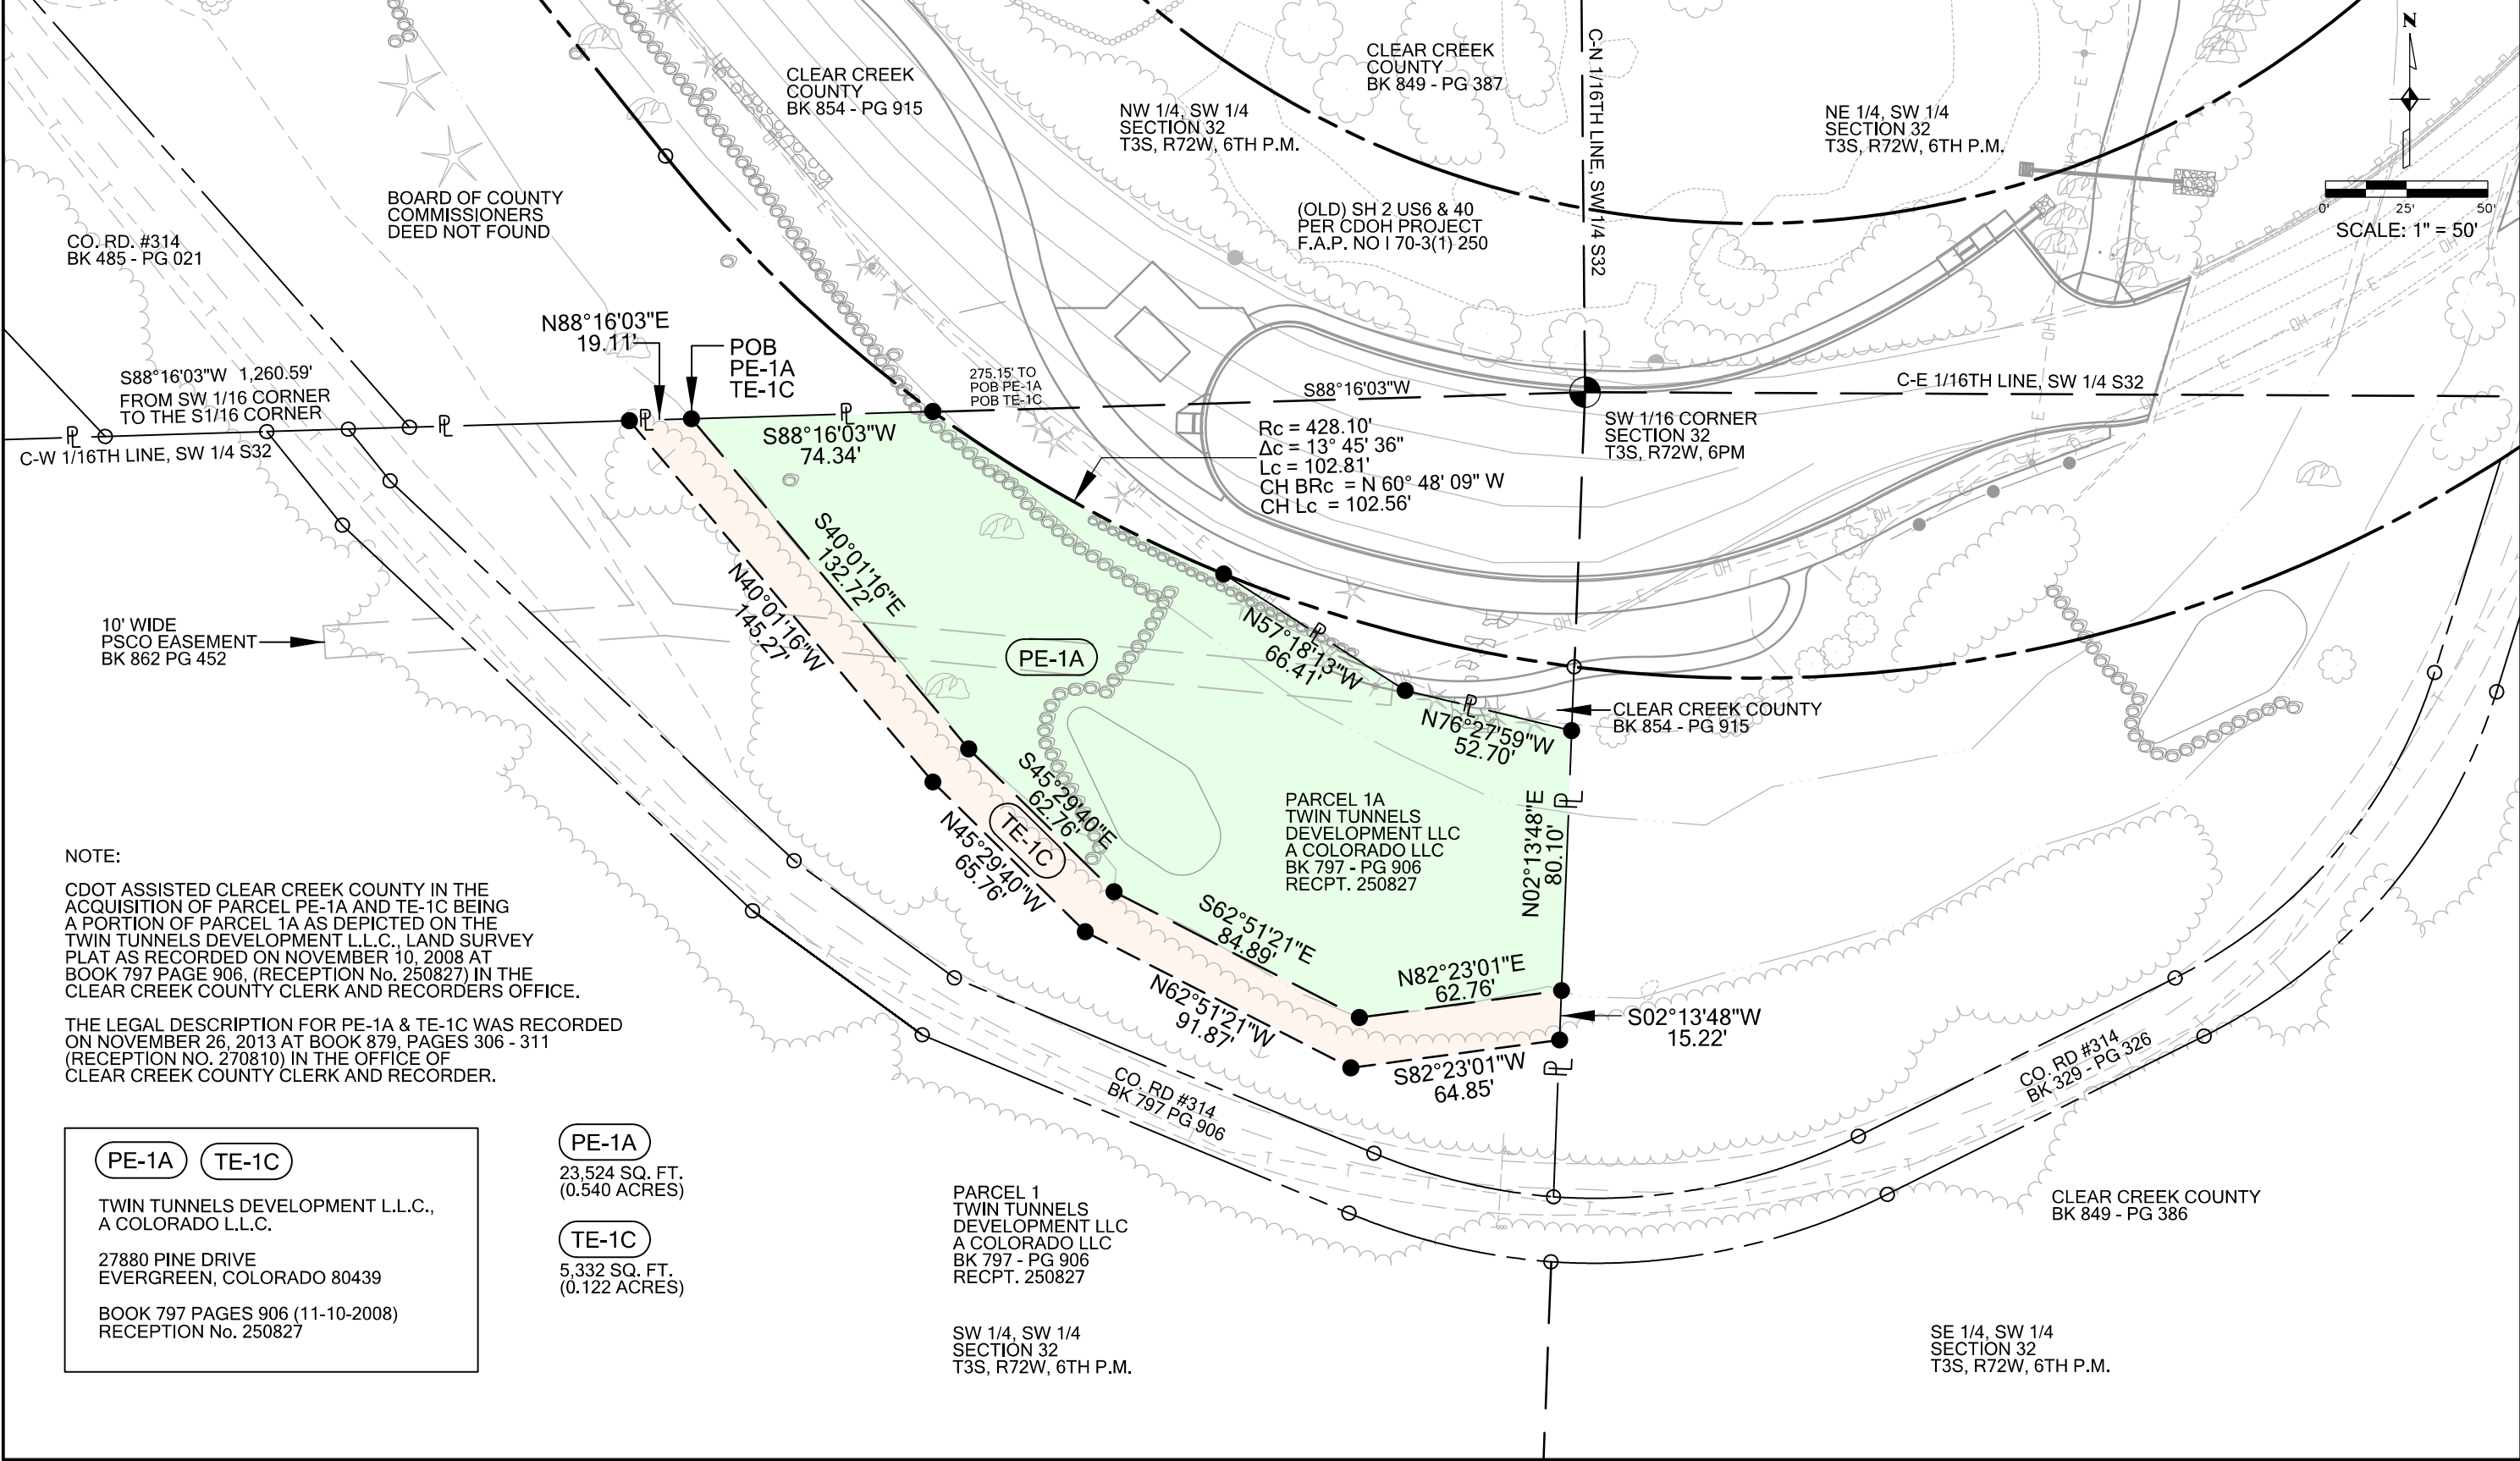 CLEAR CREEK
COUNTY
BK 854 - PG 915
CLEAR CREEK
COUNTY
BK 849 - PG 387
NW 1/4, SW 1/4
SECTION 32
T3S, R72W, 6TH P.M.
C-N 1/16TH LINE, SW 1/4 S32
NE 1/4, SW 1/4
SECTION 32
T3S, R72W, 6TH P.M.
N
0'
25'
50'
SCALE: 1" = 50'
BOARD OF COUNTY
COMMISSIONERS
DEED NOT FOUND
(OLD) SH 2 US6 & 40
PER CDOH PROJECT
F.A.P. NO I 70-3(1) 250
CO. RD. #314
BK 485 - PG 021
N88°16'03"E
19.11'
POB
PE-1A
TE-1C
S88°16'03"W 1,260.59'
FROM SW 1/16 CORNER
TO THE S1/16 CORNER
C-W 1/16TH LINE, SW 1/4 S32
275.15' TO
POB PE-1A
POB TE-1C
S88°16'03"W
C-E 1/16TH LINE, SW 1/4 S32
S88°16'03"W
74.34'
Rc = 428.10'
Δc = 13° 45' 36"
Lc = 102.81'
CH BRc = N 60° 48' 09" W
CH Lc = 102.56'
SW 1/16 CORNER
SECTION 32
T3S, R72W, 6PM
S40°01'16"E
132.72'
N40°01'16"W
145.27'
10' WIDE
PSCO EASEMENT
BK 862 PG 452
PE-1A
N57°18'13"W
66.41'
N76°27'59"W
52.70'
CLEAR CREEK COUNTY
BK 854 - PG 915
S45°29'40"E
62.76'
TE-1C
N45°29'40"W
65.76'
PARCEL 1A
TWIN TUNNELS
DEVELOPMENT LLC
A COLORADO LLC
BK 797 - PG 906
RECPT. 250827
N02°13'48"E
80.10'
S62°51'21"E
84.89'
N62°51'21"W
91.87'
N82°23'01"E
62.76'
S82°23'01"W
64.85'
S02°13'48"W
15.22'
NOTE:
CDOT ASSISTED CLEAR CREEK COUNTY IN THE
ACQUISITION OF PARCEL PE-1A AND TE-1C BEING
A PORTION OF PARCEL 1A AS DEPICTED ON THE
TWIN TUNNELS DEVELOPMENT L.L.C., LAND SURVEY
PLAT AS RECORDED ON NOVEMBER 10, 2008 AT
BOOK 797 PAGE 906, (RECEPTION No. 250827) IN THE
CLEAR CREEK COUNTY CLERK AND RECORDERS OFFICE.
THE LEGAL DESCRIPTION FOR PE-1A & TE-1C WAS RECORDED
ON NOVEMBER 26, 2013 AT BOOK 879, PAGES 306 - 311
(RECEPTION NO. 270810) IN THE OFFICE OF
CLEAR CREEK COUNTY CLERK AND RECORDER.
CO. RD #314
BK 797 PG 906
CO. RD #314
BK 329 - PG 326
PE-1A TE-1C
TWIN TUNNELS DEVELOPMENT L.L.C.,
A COLORADO L.L.C.
27880 PINE DRIVE
EVERGREEN, COLORADO 80439
BOOK 797 PAGES 906 (11-10-2008)
RECEPTION No. 250827
PE-1A
23,524 SQ. FT.
(0.540 ACRES)
TE-1C
5,332 SQ. FT.
(0.122 ACRES)
PARCEL 1
TWIN TUNNELS
DEVELOPMENT LLC
A COLORADO LLC
BK 797 - PG 906
RECPT. 250827
SW 1/4, SW 1/4
SECTION 32
T3S, R72W, 6TH P.M.
CLEAR CREEK COUNTY
BK 849 - PG 386
SE 1/4, SW 1/4
SECTION 32
T3S, R72W, 6TH P.M.